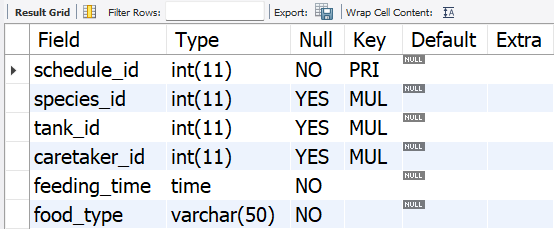 Result Grid Filter Rows: Export: Wrap Cell Content: IA
Field Type Null Key Default Extra
schedule_id int(11) NO PRI NULL
species_id int(11) YES MUL NULL
tank_id int(11) YES MUL NULL
caretaker_id int(11) YES MUL NULL
feeding_time time NO NULL
food_type varchar(50) NO NULL